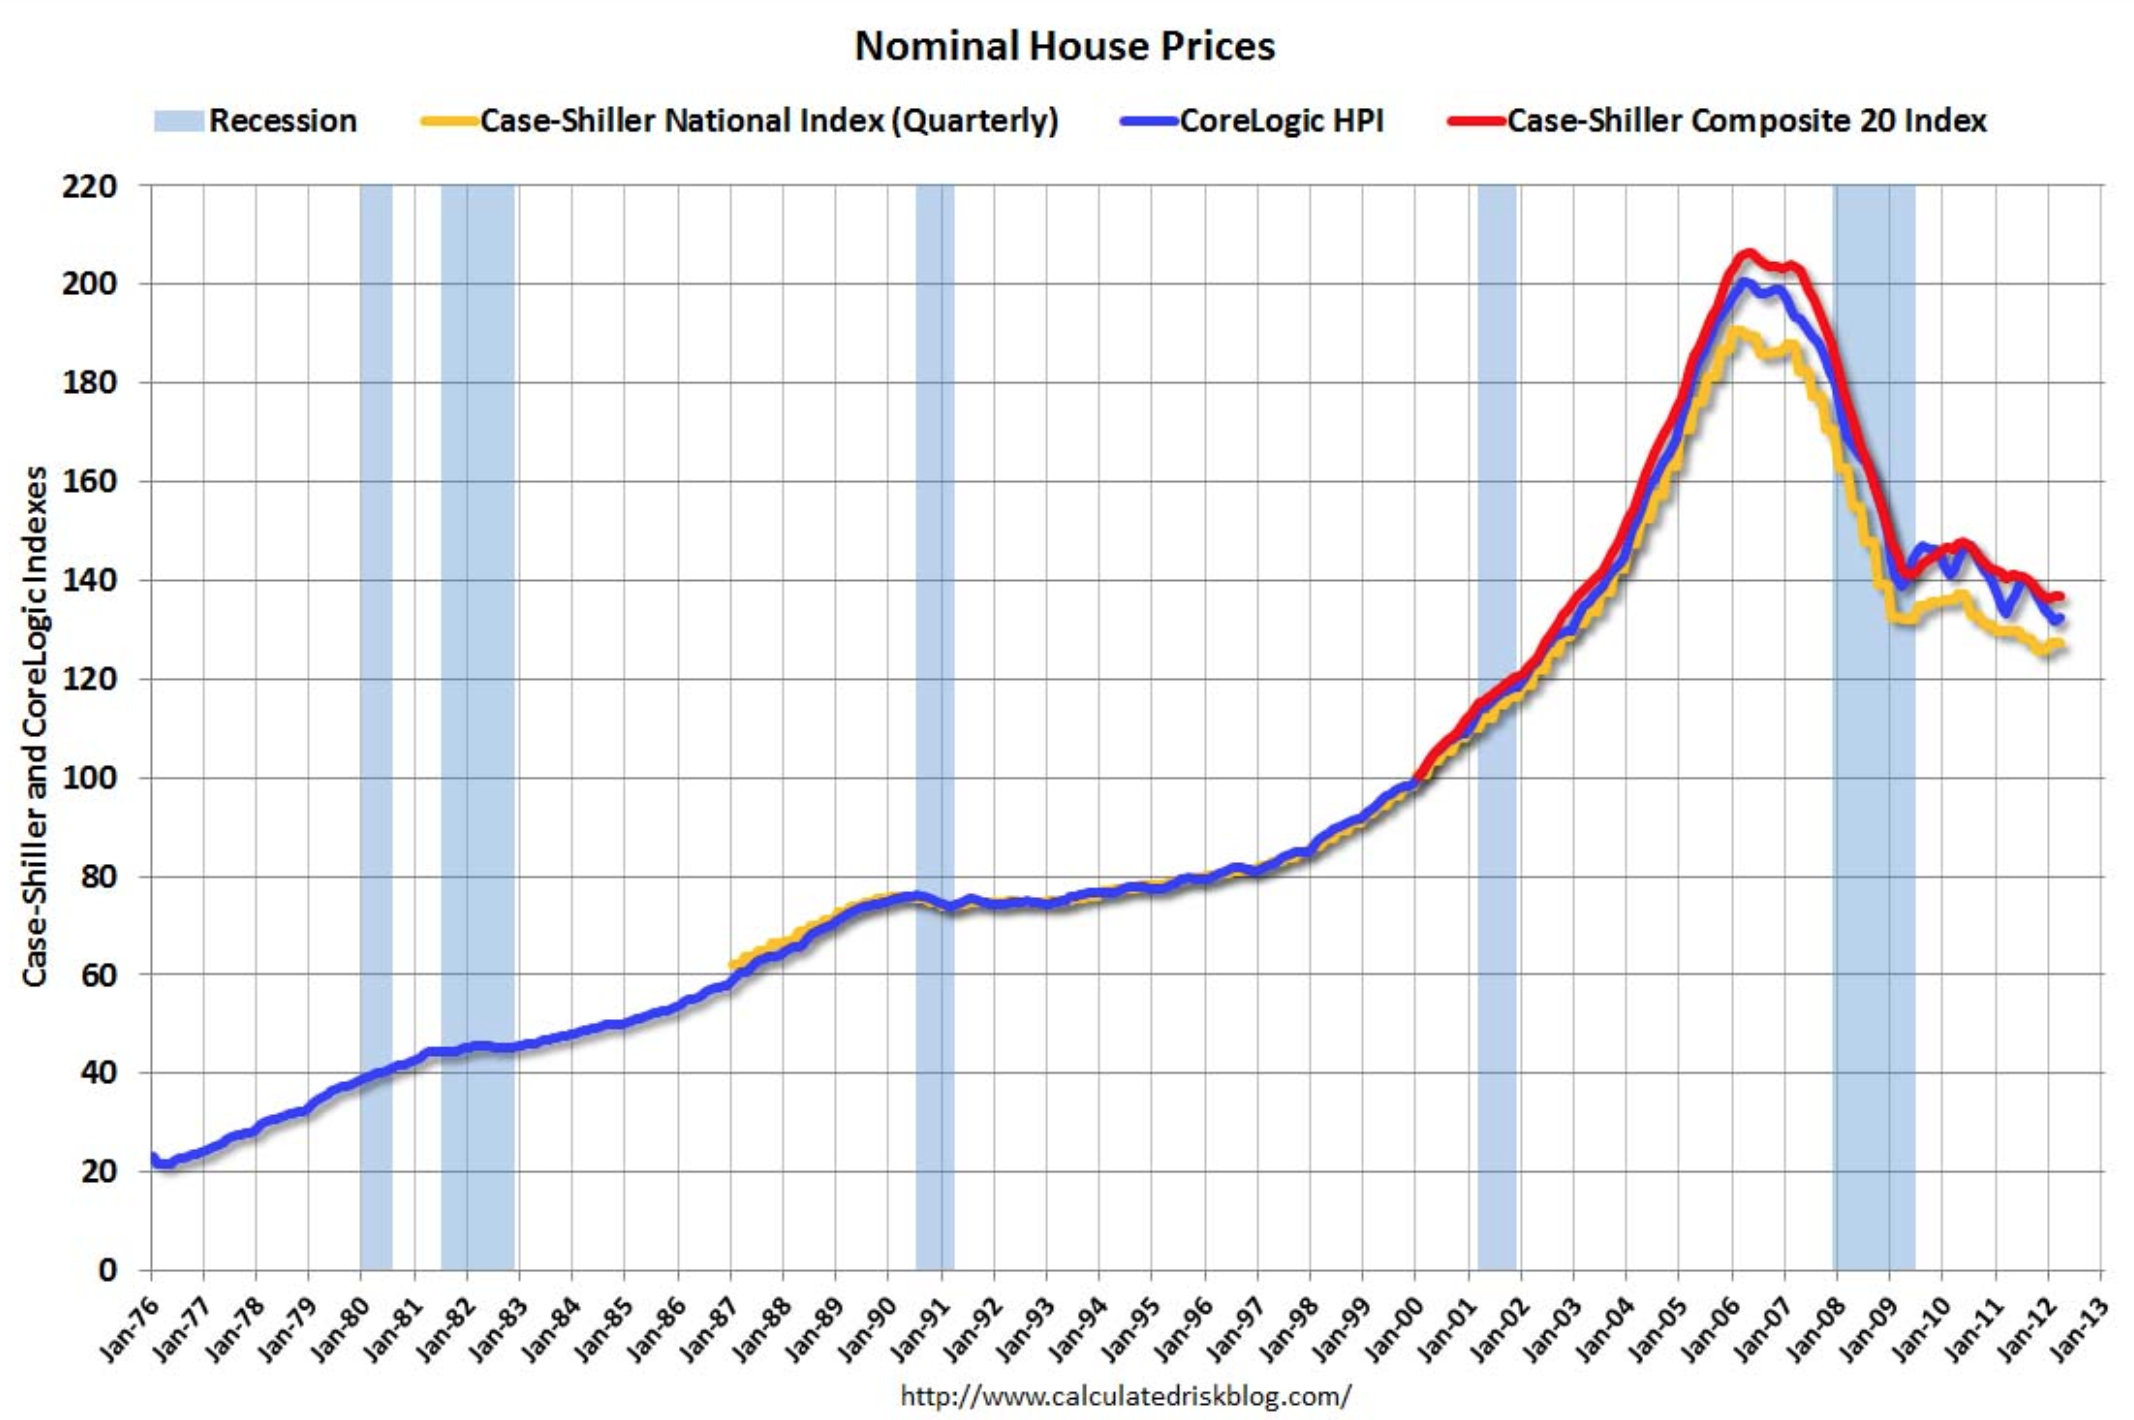 Nominal House Prices
Recession Case-Shiller National Index (Quarterly) CoreLogic HPI Case-Shiller Composite 20 Index
Case-Shiller and CoreLogic Indexes
220
200
180
160
140
120
100
80
60
40
20
0
Jan-76 Jan-77 Jan-78 Jan-79 Jan-80 Jan-81 Jan-82 Jan-83 Jan-84 Jan-85 Jan-86 Jan-87 Jan-88 Jan-89 Jan-90 Jan-91 Jan-92 Jan-93 Jan-94 Jan-95 Jan-96 Jan-97 Jan-98 Jan-99 Jan-00 Jan-01 Jan-02 Jan-03 Jan-04 Jan-05 Jan-06 Jan-07 Jan-08 Jan-09 Jan-10 Jan-11 Jan-12 Jan-13
http://www.calculatedriskblog.com/